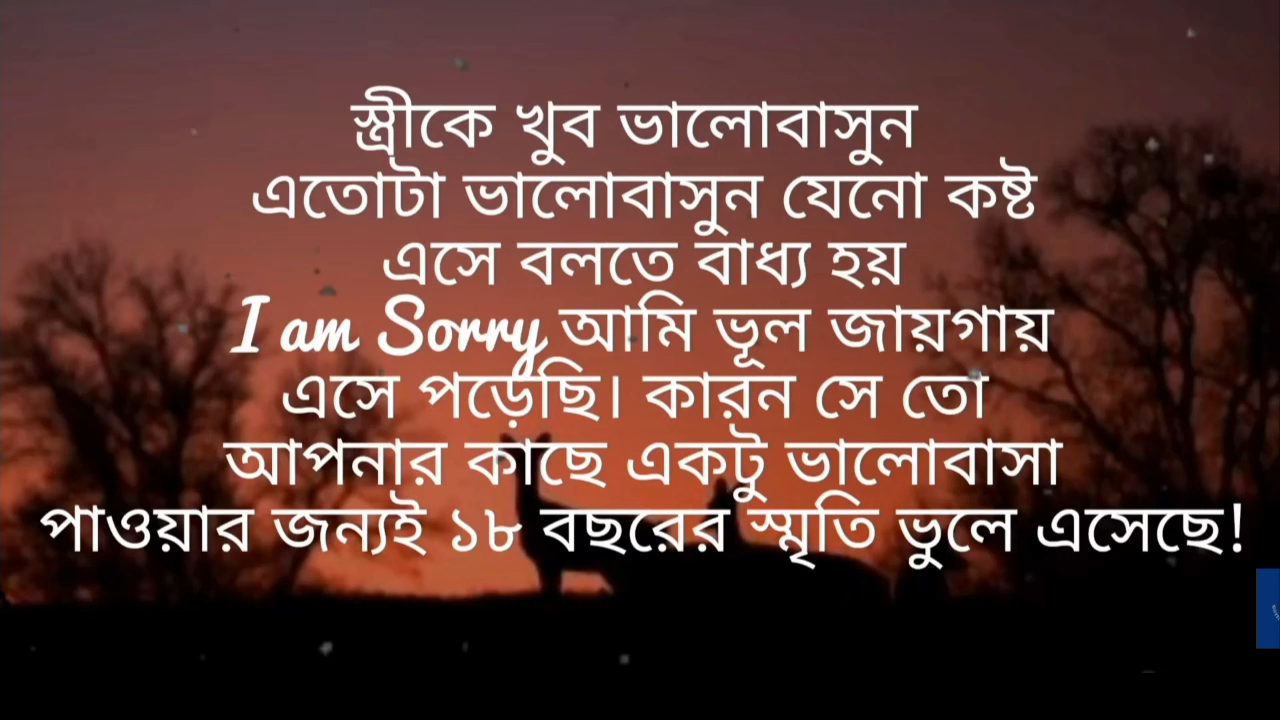 স্ত্রীকে খুব ভালোবাসুন
এতোটা ভালোবাসুন যেনো কষ্ট
এসে বলতে বাধ্য হয়
I am Sorry আমি ভূল জায়গায়
এসে পড়েছি। কারন সে তো
আপনার কাছে একটু ভালোবাসা
পাওয়ার জন্যই ১৮ বছরের স্মৃতি ভুলে এসেছে!